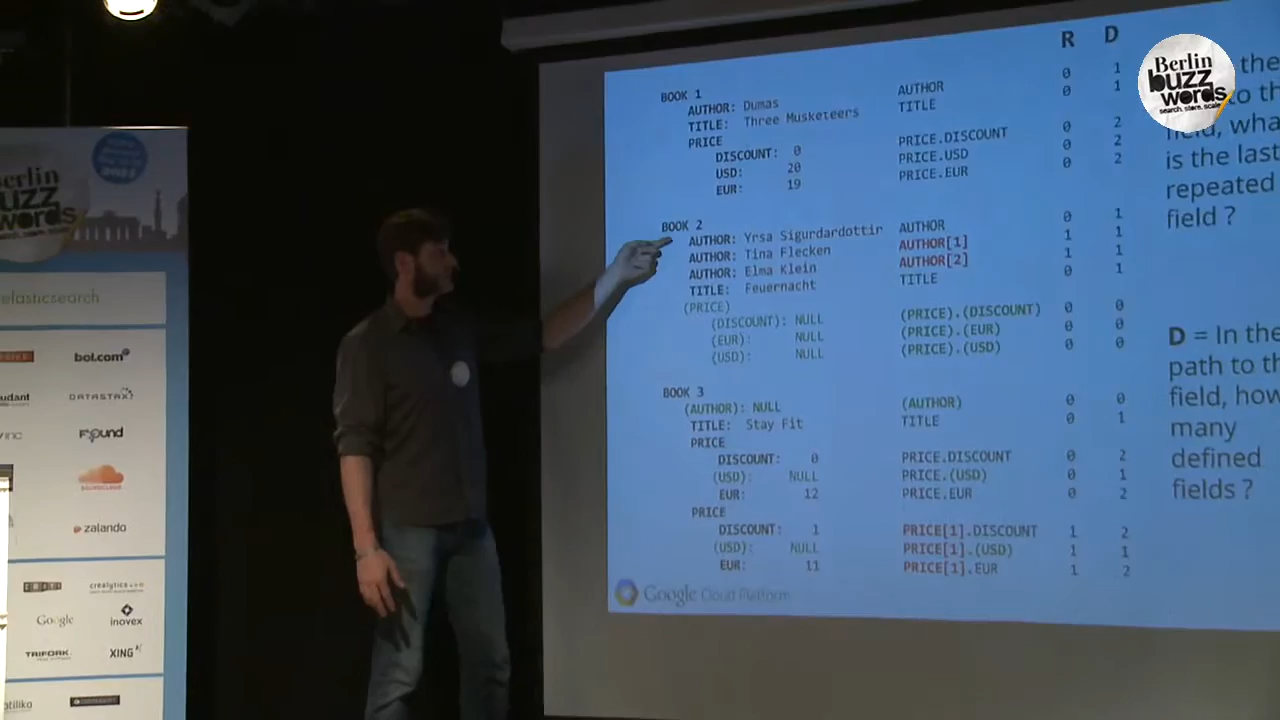 R D
BOOK 1
AUTHOR: Dumas AUTHOR 0 1
TITLE: Three Musketeers TITLE 0 1
PRICE
DISCOUNT: 0 PRICE.DISCOUNT 0 2
USD: 20 PRICE.USD 0 2
EUR: 19 PRICE.EUR 0 2
BOOK 2
AUTHOR: Yrsa Sigurdardottir AUTHOR 0 1
AUTHOR: Tina Flecken AUTHOR[1] 1 1
AUTHOR: Elma Klein AUTHOR[2] 1 1
TITLE: Feuernacht TITLE 0 1
(PRICE)
(DISCOUNT): NULL (PRICE).(DISCOUNT) 0 0
(EUR): NULL (PRICE).(EUR) 0 0
(USD): NULL (PRICE).(USD) 0 0
BOOK 3
(AUTHOR): NULL (AUTHOR) 0 0
TITLE: Stay Fit TITLE 0 1
PRICE
DISCOUNT: 0 PRICE.DISCOUNT 0 2
(USD): NULL PRICE.(USD) 0 1
EUR: 12 PRICE.EUR 0 2
PRICE
DISCOUNT: 1 PRICE[1].DISCOUNT 1 2
(USD): NULL PRICE[1].(USD) 1 1
EUR: 11 PRICE[1].EUR 1 2
Google Cloud Platform
the
to th
field, wha
is the last
repeated
field ?
D = In the
path to th
field, how
many
defined
fields ?
Berlin
buzz
words
search. store. scale.
Berlin
buzz
words
elasticsearch
bol.com
DATASTAX
FOUND
SOUNDCLOUD
zalando
crealytics
Google
inovex
TRIFORK
XING